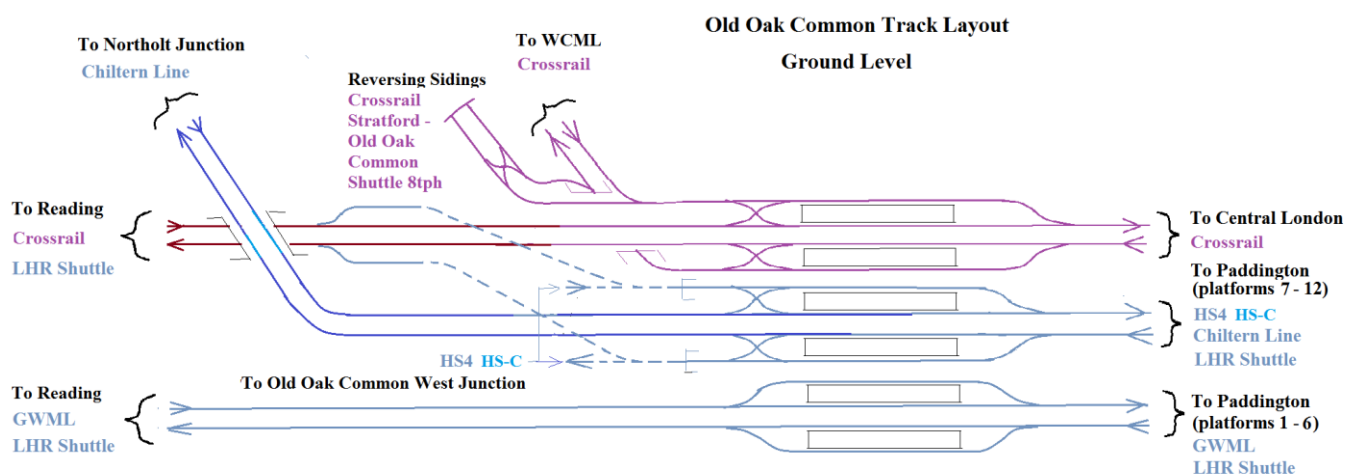 Old Oak Common Track Layout
Ground Level
To Northolt Junction
Chiltern Line
To WCML
Crossrail
Reversing Sidings
Crossrail
Stratford -
Old Oak
Common
Shuttle 8tph
To Reading
Crossrail
LHR Shuttle
To Central London
Crossrail
To Paddington
(platforms 7 - 12)
HS4 HS-C
Chiltern Line
LHR Shuttle
HS4 HS-C
To Old Oak Common West Junction
To Reading
GWML
LHR Shuttle
To Paddington
(platforms 1 - 6)
GWML
LHR Shuttle